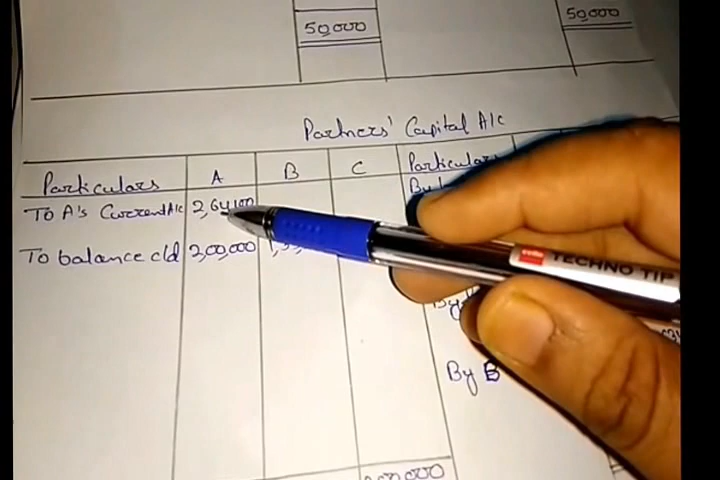 50,000 50,000
Partners' Capital A/c
Particulars A B C Particulars
To A's Current A/c 2,64,100 By
To balance c/d 2,00,000
TECHNO TIP
By
By B